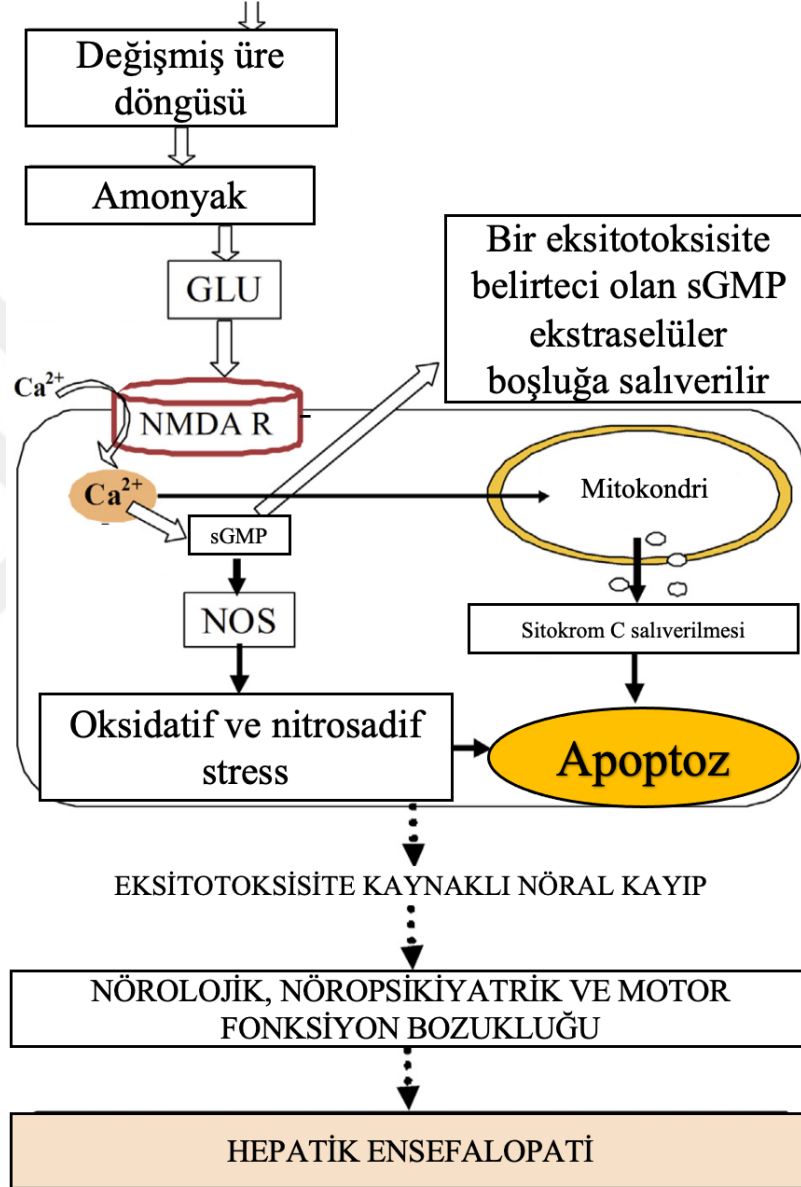 Değişmiş üre
döngüsü
Amonyak
GLU
Bir eksitotoksisite
belirteci olan sGMP
ekstraselüler
boşluğa salıverilir
Ca²⁺
NMDA R
Ca²⁺
Mitokondri
sGMP
NOS
Sitokrom C salıverilmesi
Oksidatif ve nitrosadif
stress
Apoptoz
EKSİTOTOKSİSİTE KAYNAKLI NÖRAL KAYIP
NÖROLOJİK, NÖROPSİKİYATRİK VE MOTOR
FONKSİYON BOZUKLUĞU
HEPATİK ENSEFALOPATİ